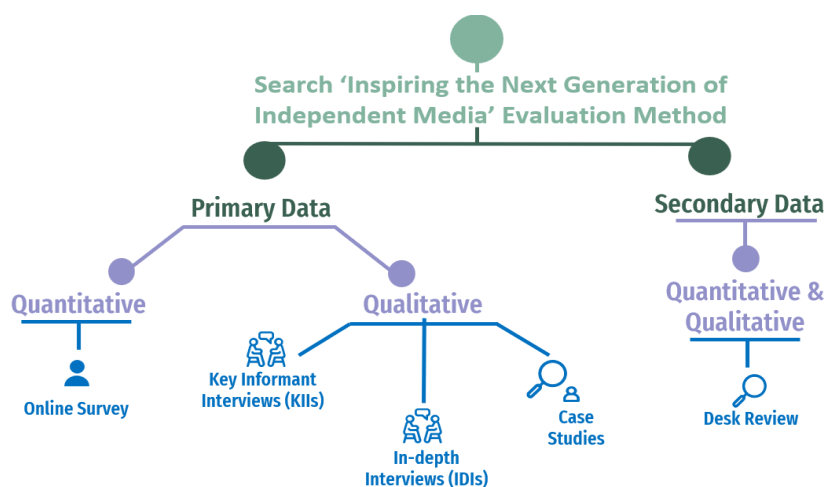 Search ‘Inspiring the Next Generation of
Independent Media’ Evaluation Method
Primary Data
Secondary Data
Quantitative
Qualitative
Quantitative &
Qualitative
Online Survey
Key Informant
Interviews (KIIs)
In-depth
Interviews (IDIs)
Case
Studies
Desk Review